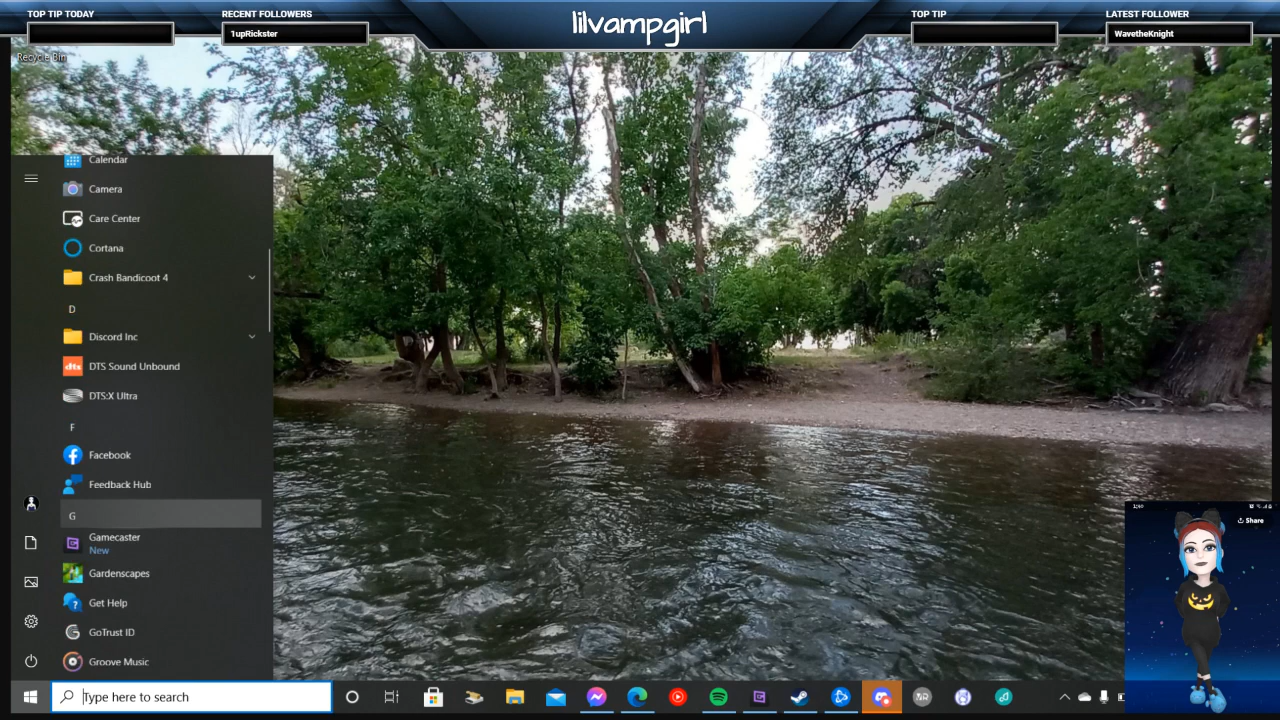 TOP TIP TODAY
RECENT FOLLOWERS
1upRickster
lilvampgirl
TOP TIP
LATEST FOLLOWER
WavetheKnight
Recycle Bin
Calendar
Camera
Care Center
Cortana
Crash Bandicoot 4
D
Discord Inc
dts DTS Sound Unbound
DTS:X Ultra
F
Facebook
Feedback Hub
G
Gamecaster
New
Gardenscapes
Get Help
GoTrust ID
Groove Music
Type here to search
Share